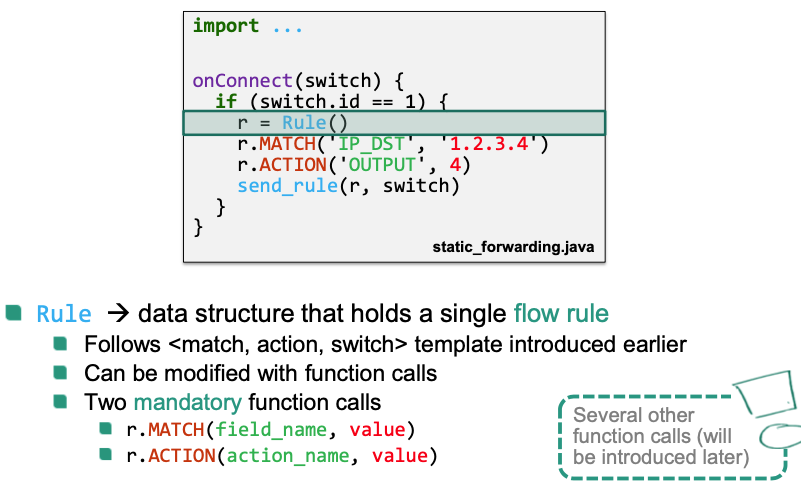 import ...
onConnect(switch) {
if (switch.id == 1) {
r = Rule()
r.MATCH('IP_DST', '1.2.3.4')
r.ACTION('OUTPUT', 4)
send_rule(r, switch)
}
}
static_forwarding.java
Rule → data structure that holds a single flow rule
Follows <match, action, switch> template introduced earlier
Can be modified with function calls
Two mandatory function calls
r.MATCH(field_name, value)
r.ACTION(action_name, value)
Several other
function calls (will
be introduced later)